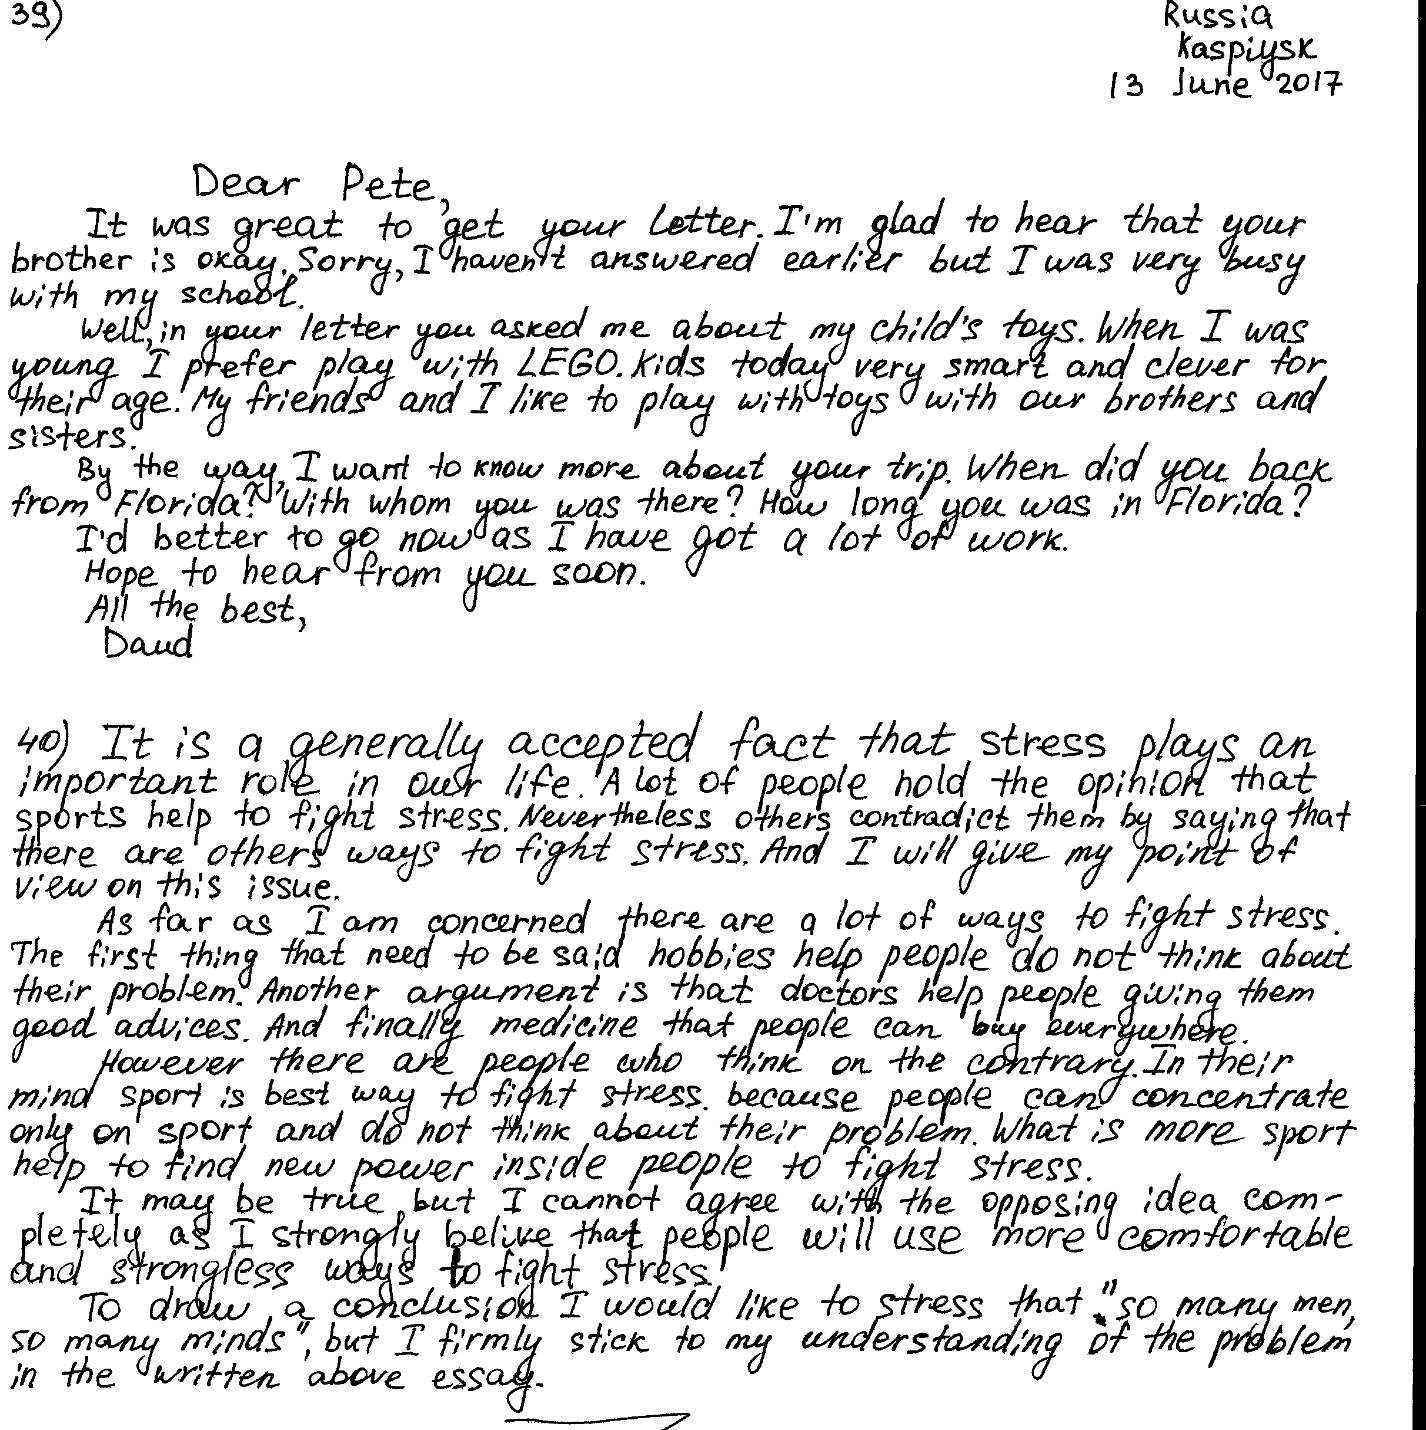 39)
Russia
Kaspiysk
13 June 2017
Dear Pete,
It was great to get your letter. I'm glad to hear that your
brother is okay. Sorry, I haven't answered earlier but I was very busy
with my school.
Well, in your letter you asked me about my child's toys. When I was
young I prefer play with LEGO. Kids today very smart and clever for
their age. My friends and I like to play with toys with our brothers and
sisters.
By the way, I want to know more about your trip. When did you back
from Florida? With whom you was there? How long you was in Florida?
I'd better to go now as I have got a lot of work.
Hope to hear from you soon.
All the best,
Daud
40) It is a generally accepted fact that stress plays an
important role in our life. A lot of people hold the opinion that
sports help to fight stress. Nevertheless others contradict them by saying that
there are others ways to fight stress. And I will give my point of
view on this issue.
As far as I am concerned there are a lot of ways to fight stress.
The first thing that need to be said hobbies help people do not think about
their problem. Another argument is that doctors help people giving them
good advices. And finally medicine that people can buy everywhere.
However there are people who think on the contrary. In their
mind sport is best way to fight stress. because people can concentrate
only on sport and do not think about their problem. What is more sport
help to find new power inside people to fight stress.
It may be true, but I cannot agree with the opposing idea com-
pletely as I strongly belive that people will use more comfortable
and strongless ways to fight stress.
To draw a conclusion I would like to stress that "so many men,
so many minds", but I firmly stick to my understanding of the problem
in the written above essay.